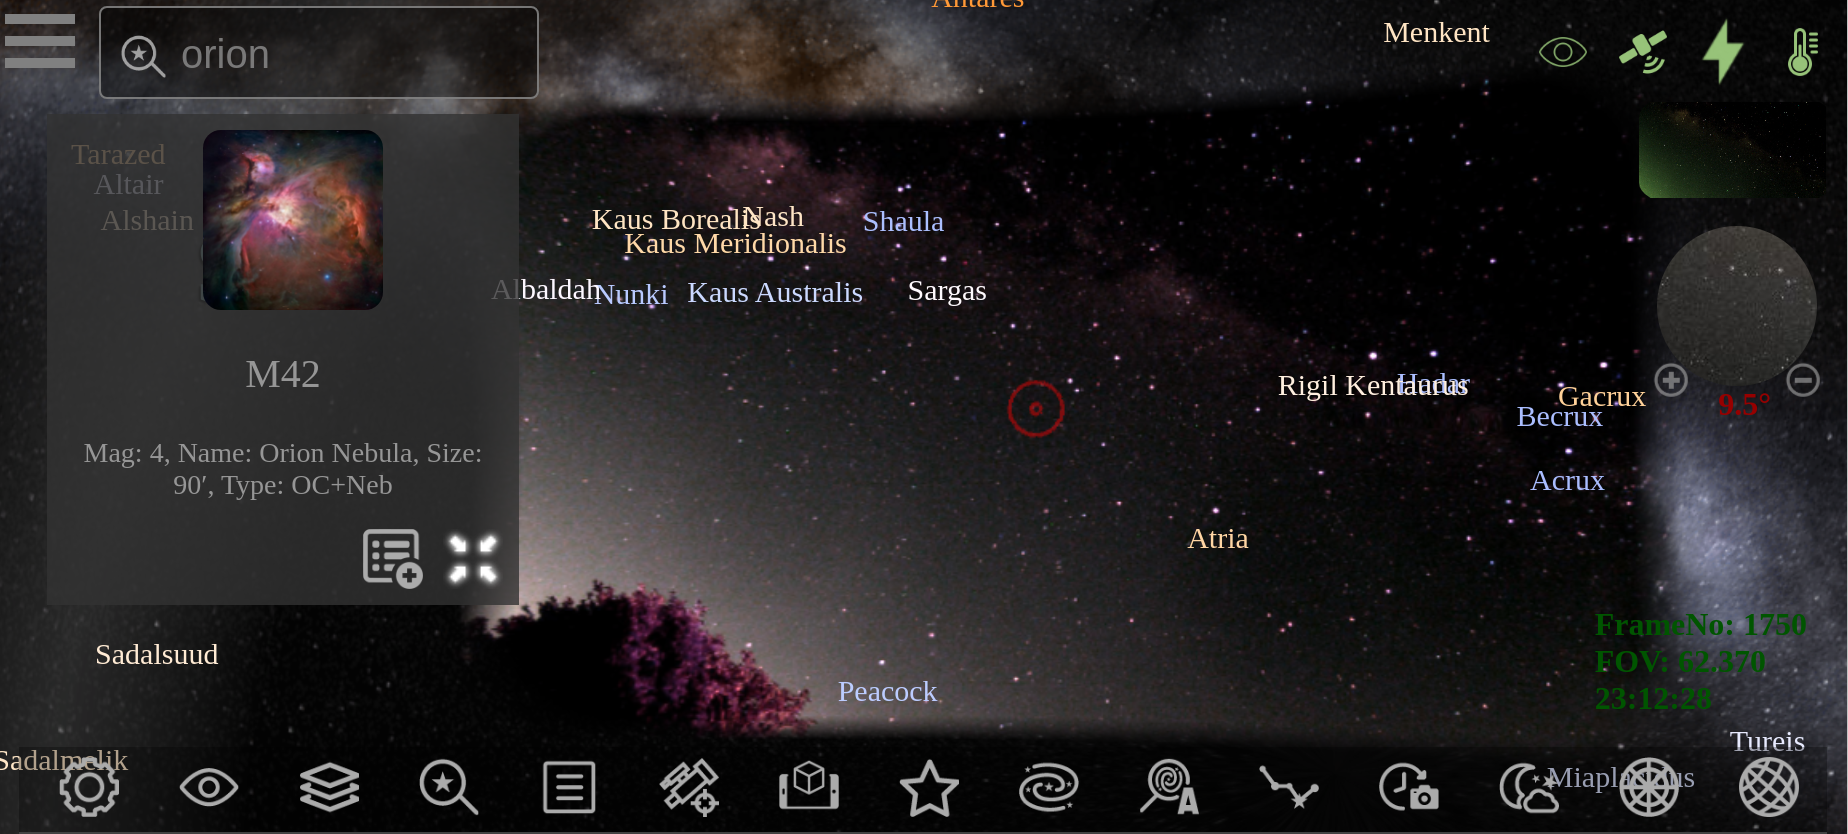 Antares
Menkent
orion
Tarazed
Altair
Alshain
Kaus Borealis
Nash
Shaula
Kaus Meridionalis
Albaldah
Nunki
Kaus Australis
Sargas
M42
Rigil Kentaurus
Hadar
Gacrux
9.5°
Becrux
Mag: 4, Name: Orion Nebula, Size:
90′, Type: OC+Neb
Acrux
Atria
FrameNo: 1750
Sadalsuud
FOV: 62.370
Peacock
23:12:28
Tureis
Sadalmelik
A